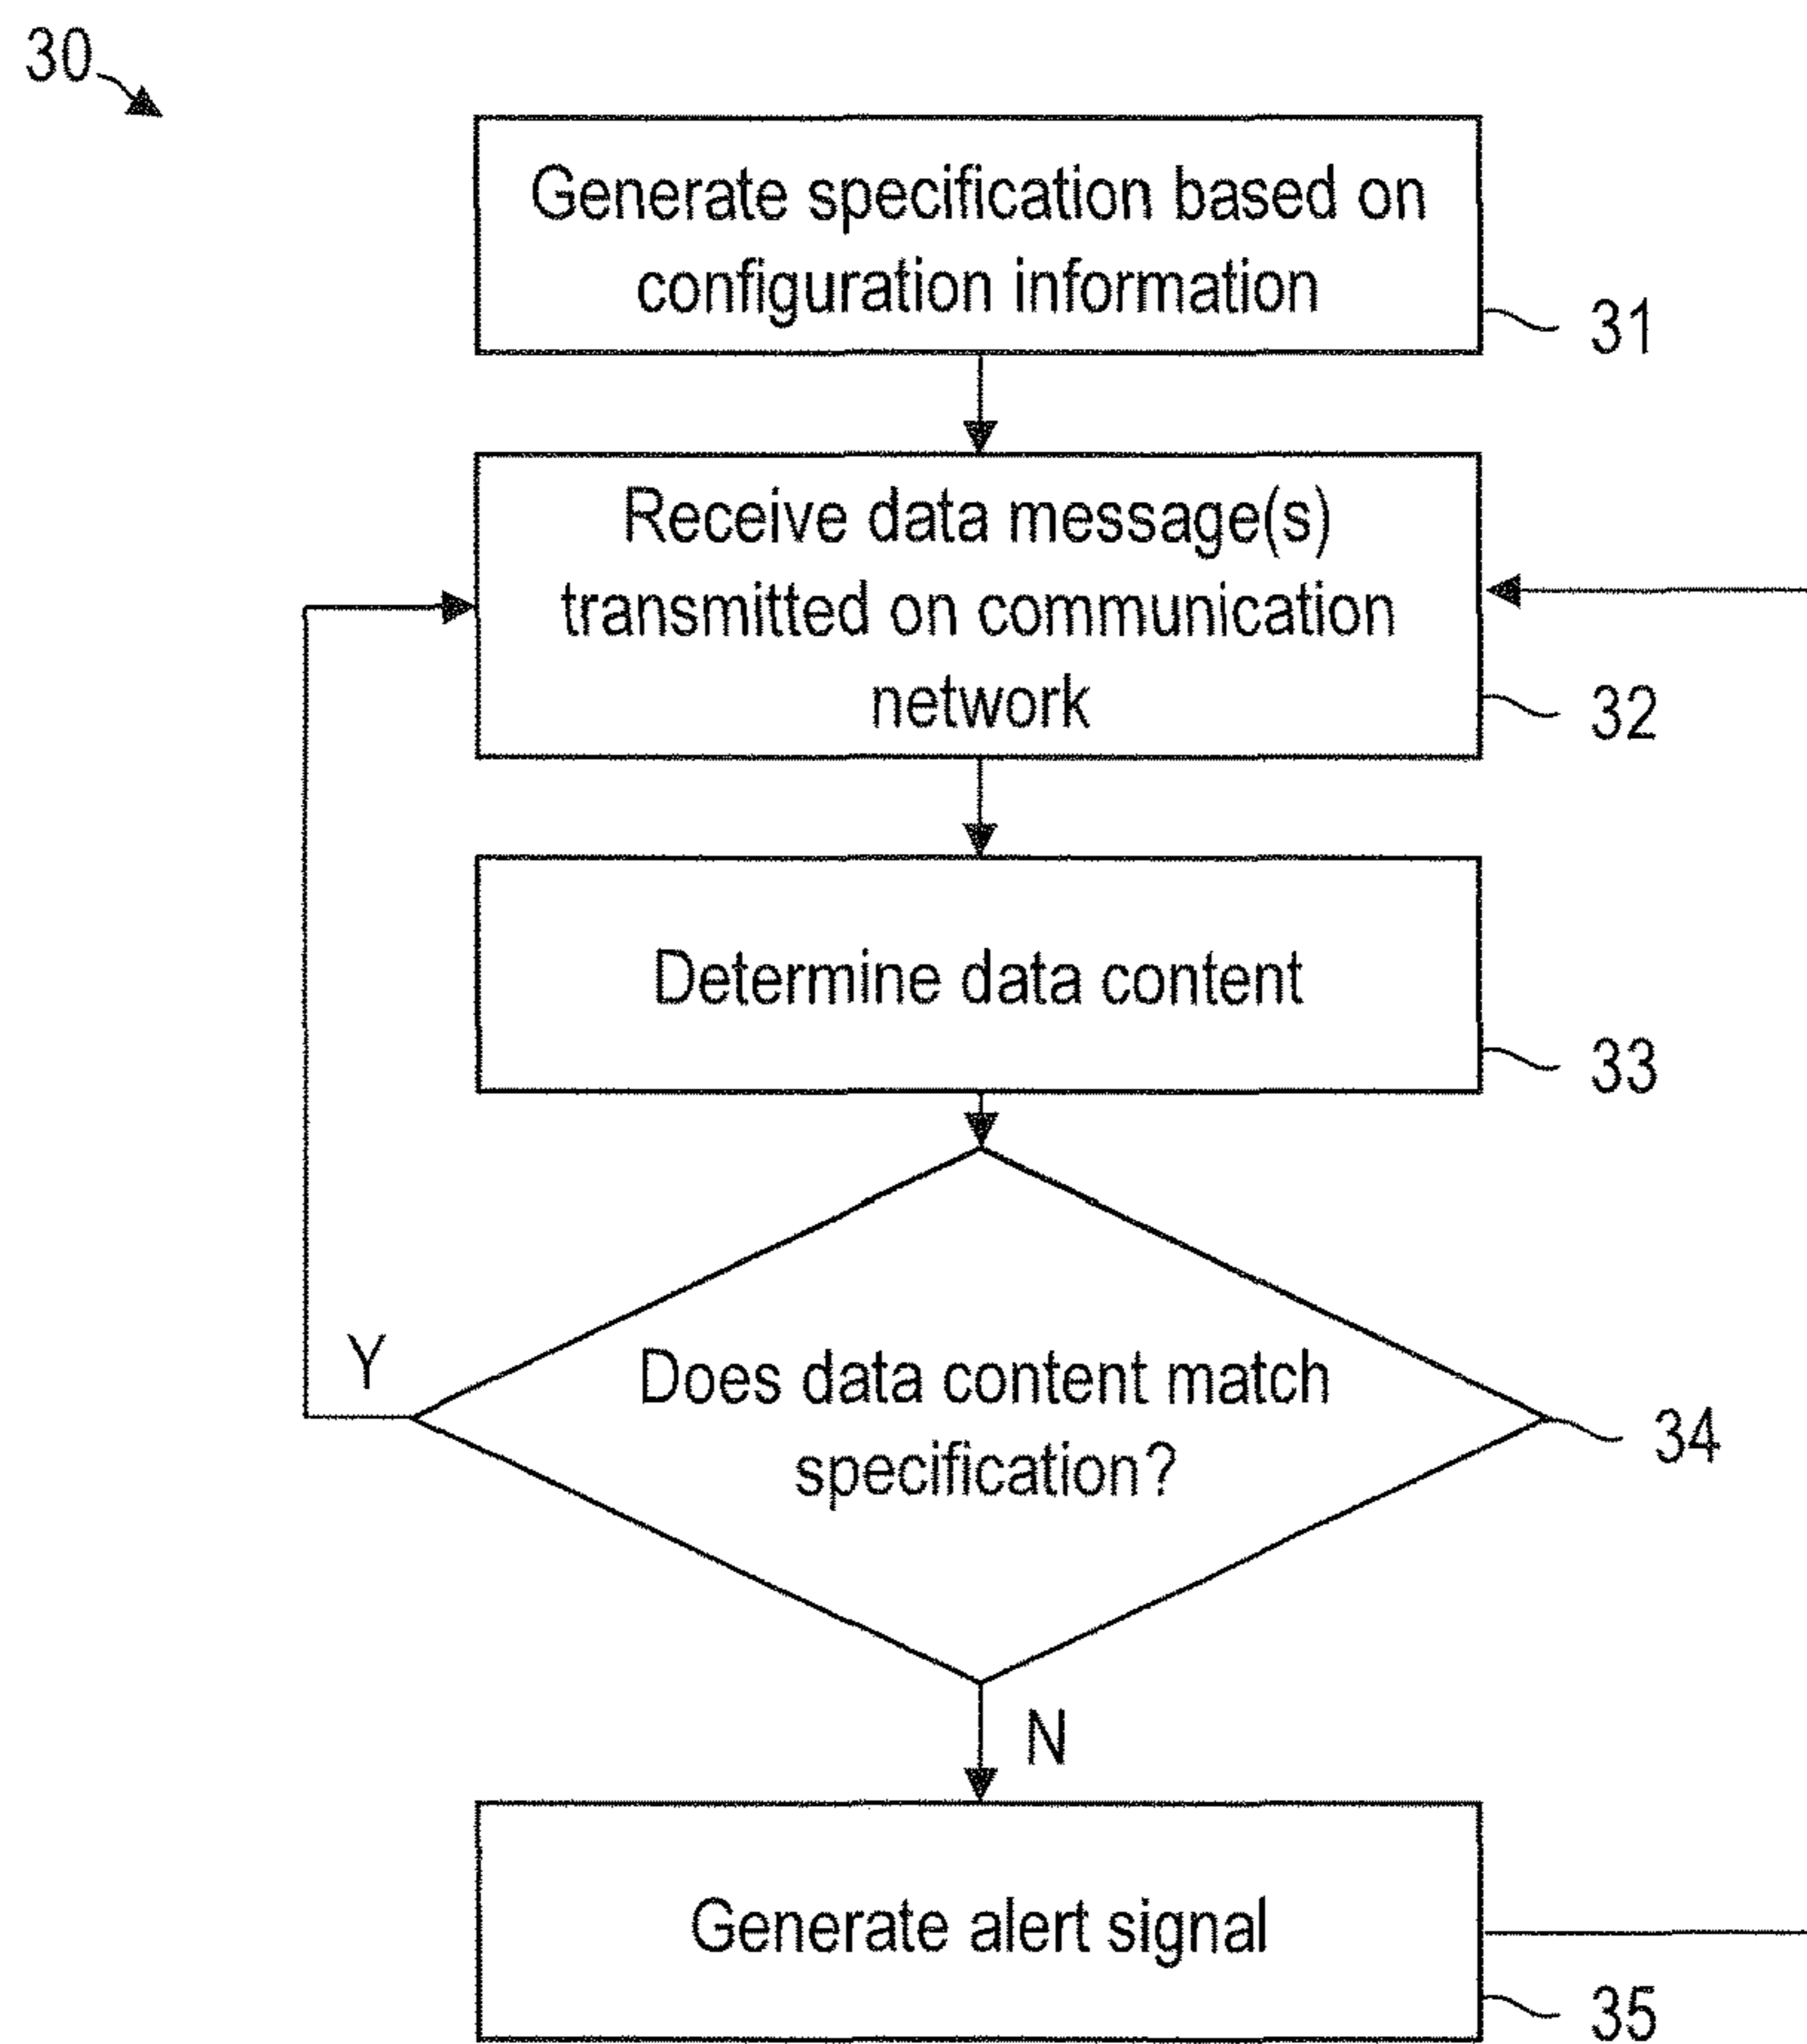 30
Generate specification based on
configuration information
31
Receive data message(s)
transmitted on communication
network
32
Determine data content
33
Y
Does data content match
specification?
34
N
Generate alert signal
35